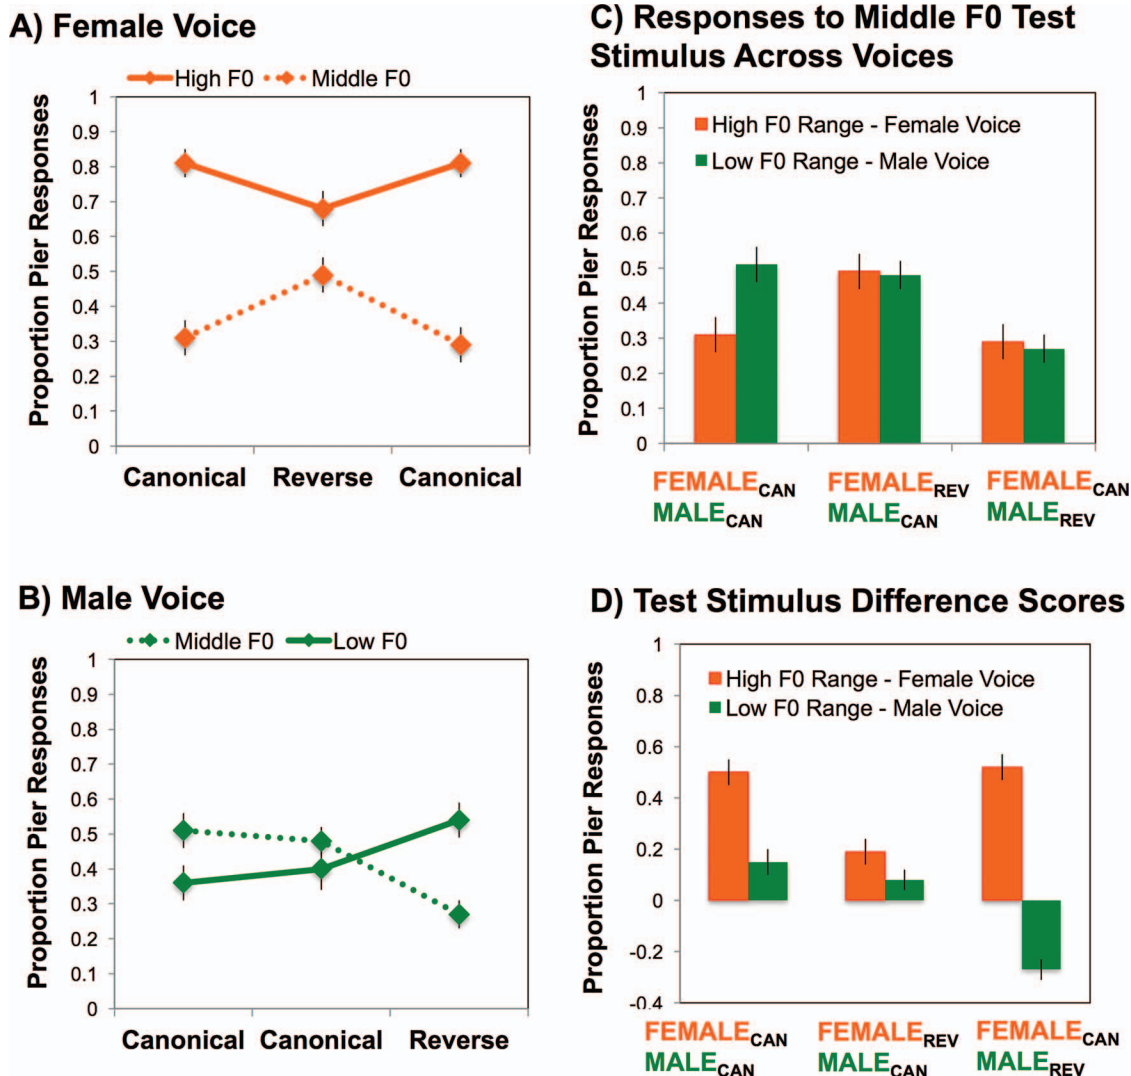 A) Female Voice
High F0 Middle F0
Proportion Pier Responses
1
0.9
0.8
0.7
0.6
0.5
0.4
0.3
0.2
0.1
0
Canonical Reverse Canonical
B) Male Voice
Middle F0 Low F0
Proportion Pier Responses
1
0.9
0.8
0.7
0.6
0.5
0.4
0.3
0.2
0.1
0
Canonical Canonical Reverse
C) Responses to Middle F0 Test
Stimulus Across Voices
High F0 Range - Female Voice
Low F0 Range - Male Voice
Proportion Pier Responses
1
0.9
0.8
0.7
0.6
0.5
0.4
0.3
0.2
0.1
0
FEMALECAN FEMALEREV FEMALECAN
MALECAN MALECAN MALEREV
D) Test Stimulus Difference Scores
High F0 Range - Female Voice
Low F0 Range - Male Voice
Proportion Pier Responses
1
0.8
0.6
0.4
0.2
0
-0.2
-0.4
FEMALECAN FEMALEREV FEMALECAN
MALECAN MALECAN MALEREV